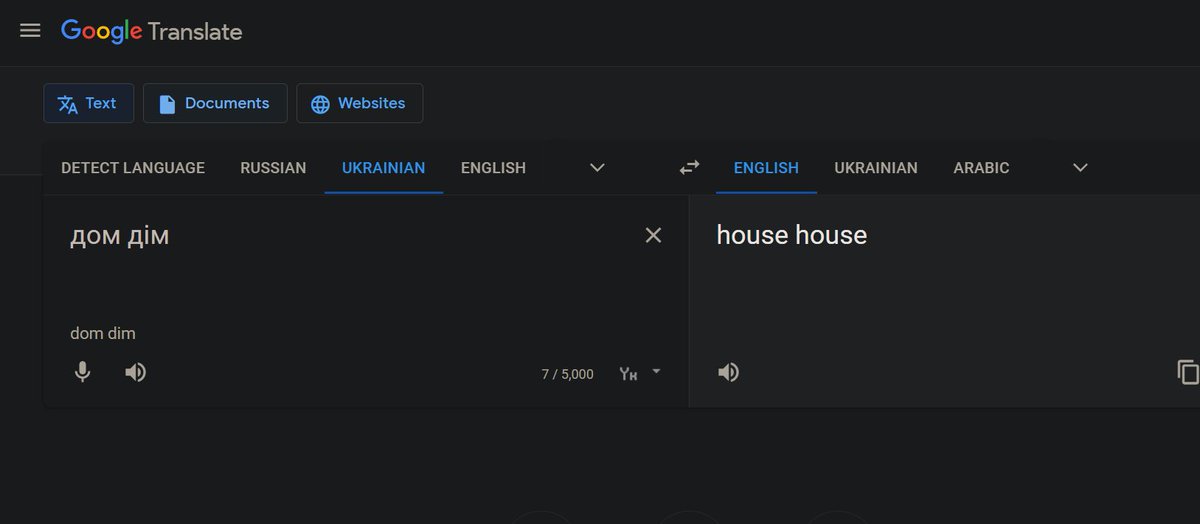 Google Translate
Text Documents Websites
DETECT LANGUAGE RUSSIAN UKRAINIAN ENGLISH ENGLISH UKRAINIAN ARABIC
дом дім house house
dom dim
7 / 5,000 Ун